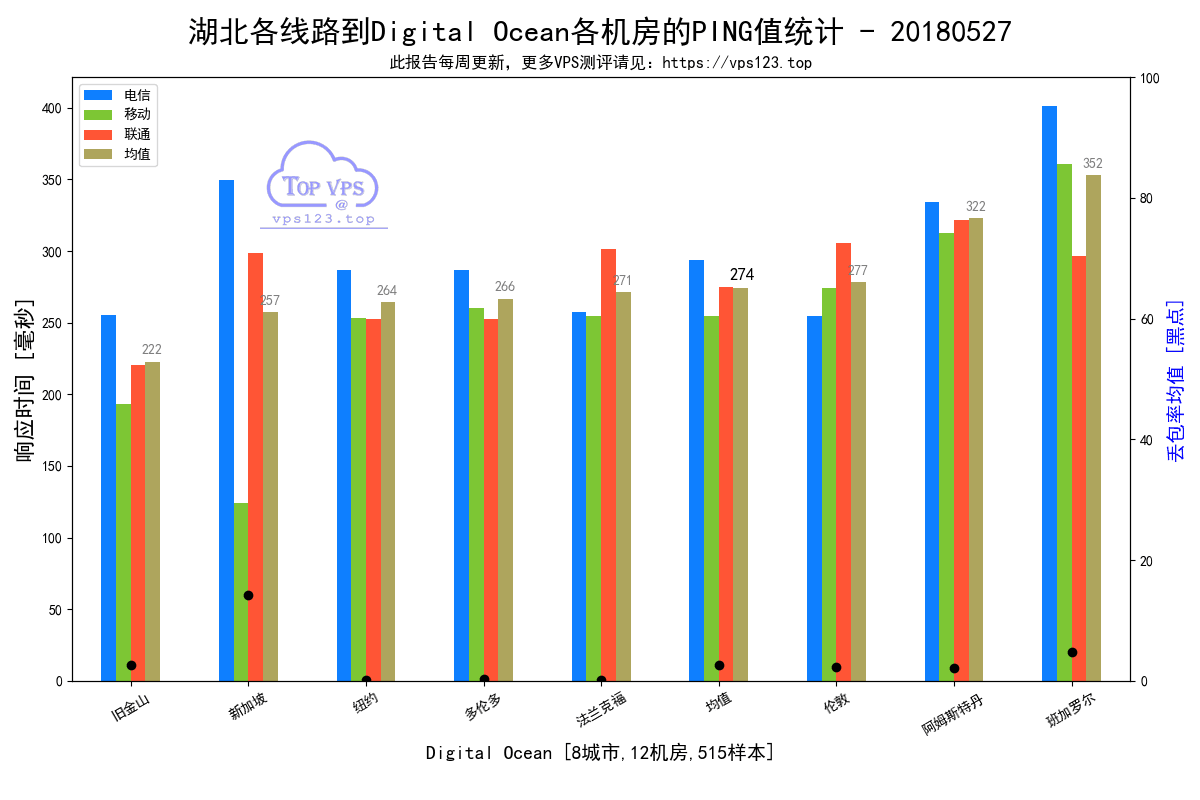 湖北各线路到Digital Ocean各机房的PING值统计 - 20180527
此报告每周更新，更多VPS测评请见：https://vps123.top
电信
移动
联通
均值
TOP VPS
@
vps123.top
响应时间 [毫秒]
400
350
300
250
200
150
100
50
0
222
257
264
266
271
274
277
322
352
100
80
60
40
20
0
丢包率均值 [黑点]
旧金山
新加坡
纽约
多伦多
法兰克福
均值
伦敦
阿姆斯特丹
班加罗尔
Digital Ocean [8城市,12机房,515样本]